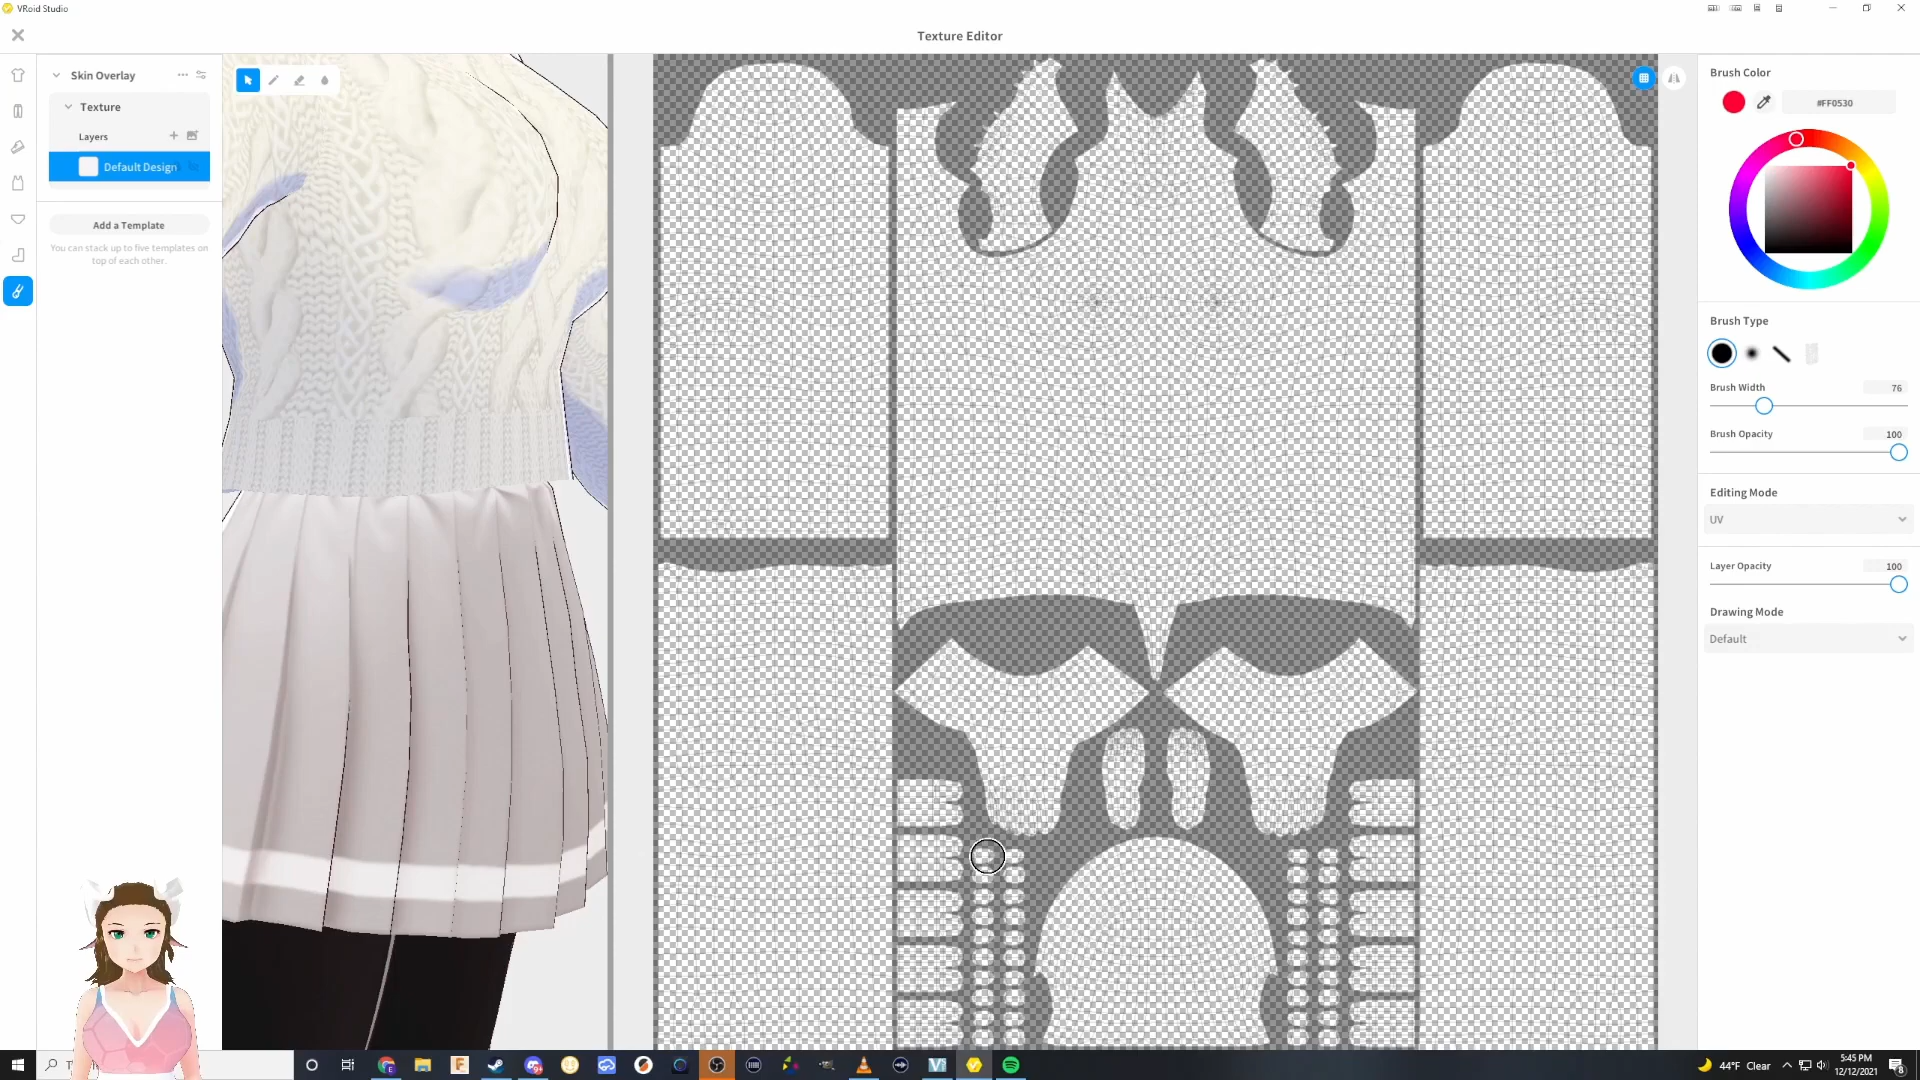 VRoid Studio
Texture Editor
Skin Overlay
Texture
Layers
Default Design
Add a Template
You can stack up to five templates on
top of each other.
Brush Color
#FF0530
Brush Type
Brush Width
76
Brush Opacity
100
Editing Mode
UV
Layer Opacity
100
Drawing Mode
Default
44°F Clear
5:45 PM
12/12/2021